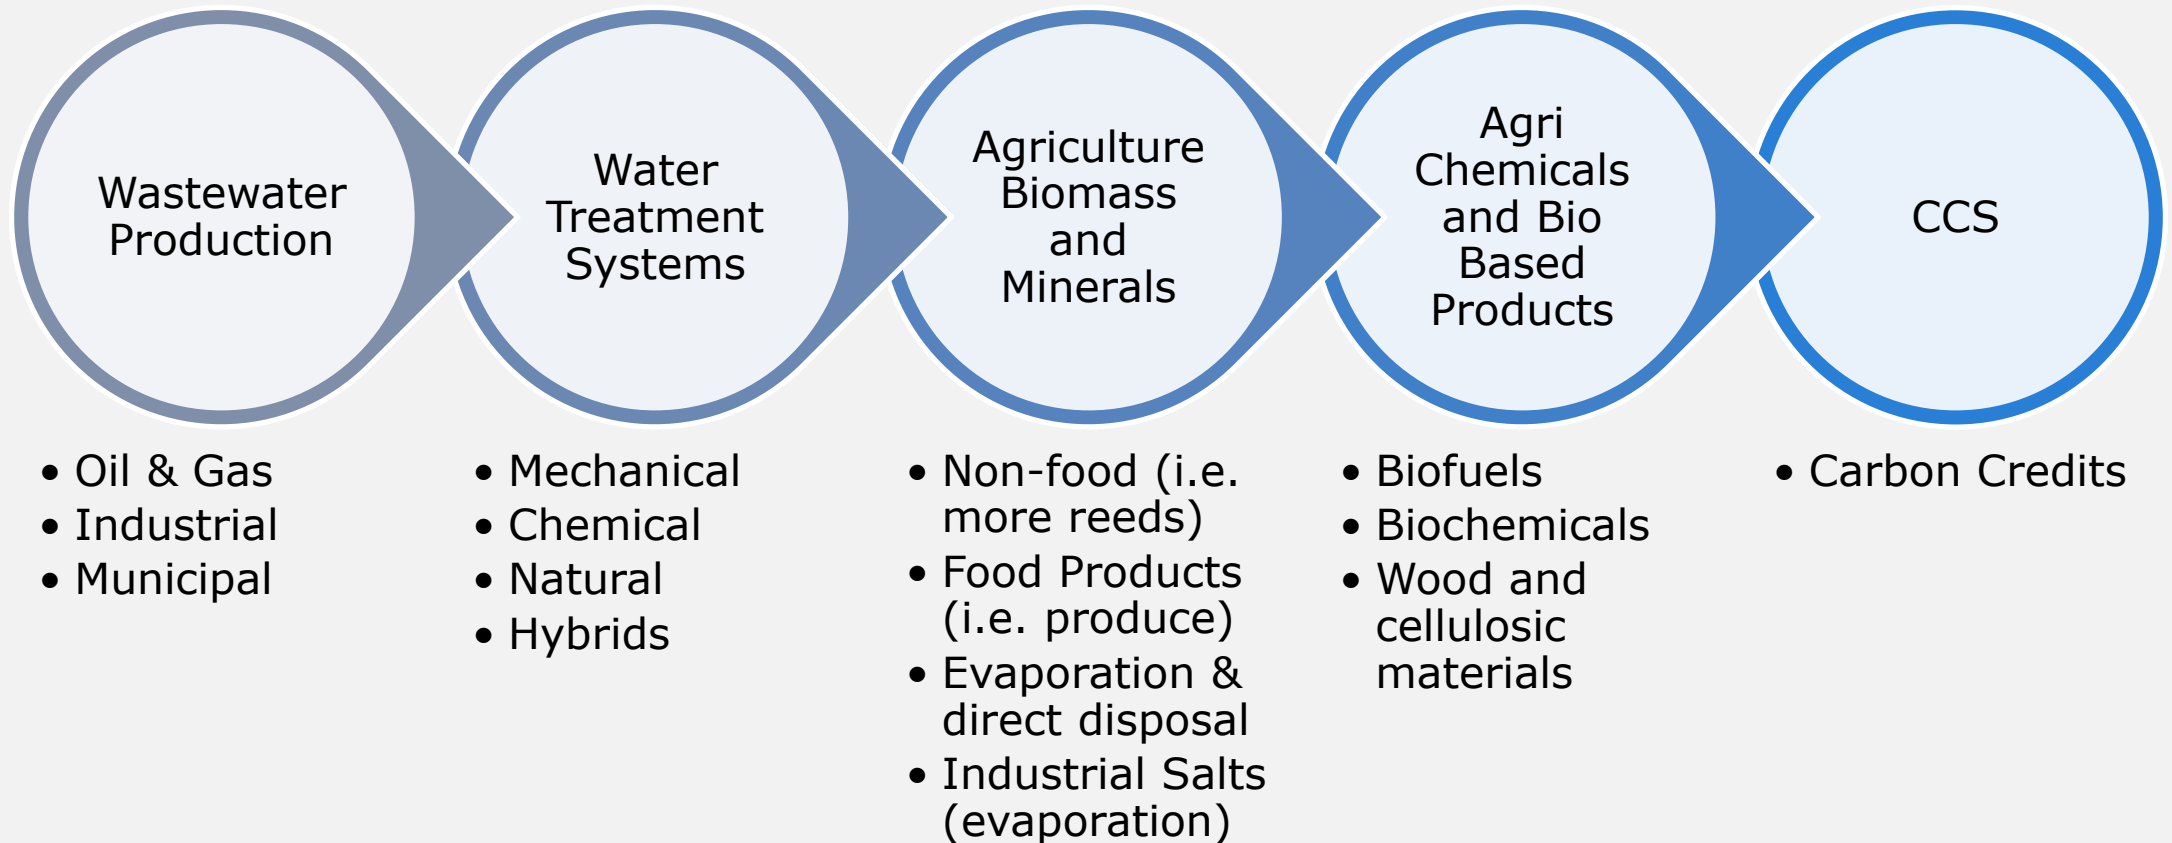 Wastewater
Production
Water
Treatment
Systems
Agriculture
Biomass
and
Minerals
Agri
Chemicals
and Bio
Based
Products
CCS
• Oil & Gas
• Industrial
• Municipal
• Mechanical
• Chemical
• Natural
• Hybrids
• Non-food (i.e.
more reeds)
• Food Products
(i.e. produce)
• Evaporation &
direct disposal
• Industrial Salts
(evaporation)
• Biofuels
• Biochemicals
• Wood and
cellulosic
materials
• Carbon Credits